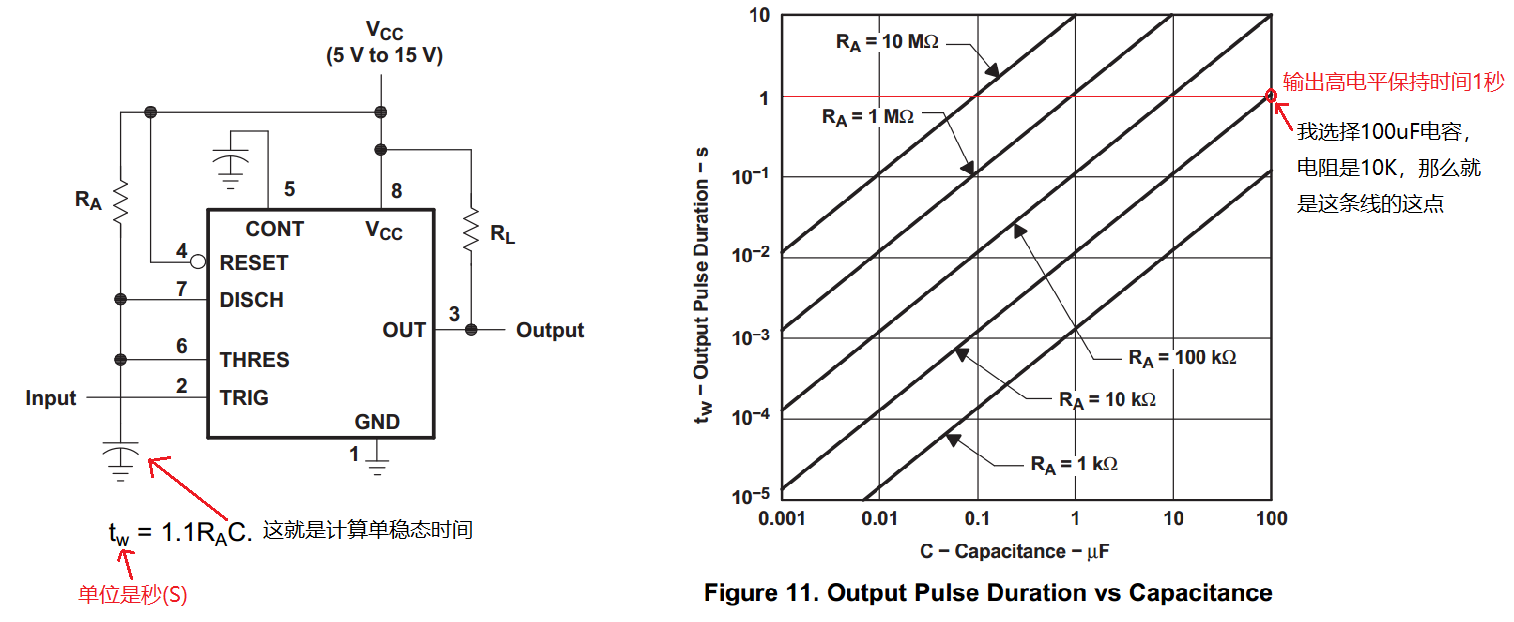 VCC
(5 V to 15 V)
RA
5
8
CONT
VCC
RL
4
RESET
7
DISCH
3
OUT
Output
6
THRES
Input
2
TRIG
GND
1
tw = 1.1RAC.
这就是计算单稳态时间
单位是秒(S)
tw – Output Pulse Duration – s
10
1
10−1
10−2
10−3
10−4
10−5
RA = 10 MΩ
RA = 1 MΩ
RA = 100 kΩ
RA = 10 kΩ
RA = 1 kΩ
输出高电平保持时间1秒
我选择100uF电容，
电阻是10K，那么就
是这条线的这点
0.001
0.01
0.1
1
10
100
C – Capacitance – μF
Figure 11. Output Pulse Duration vs Capacitance